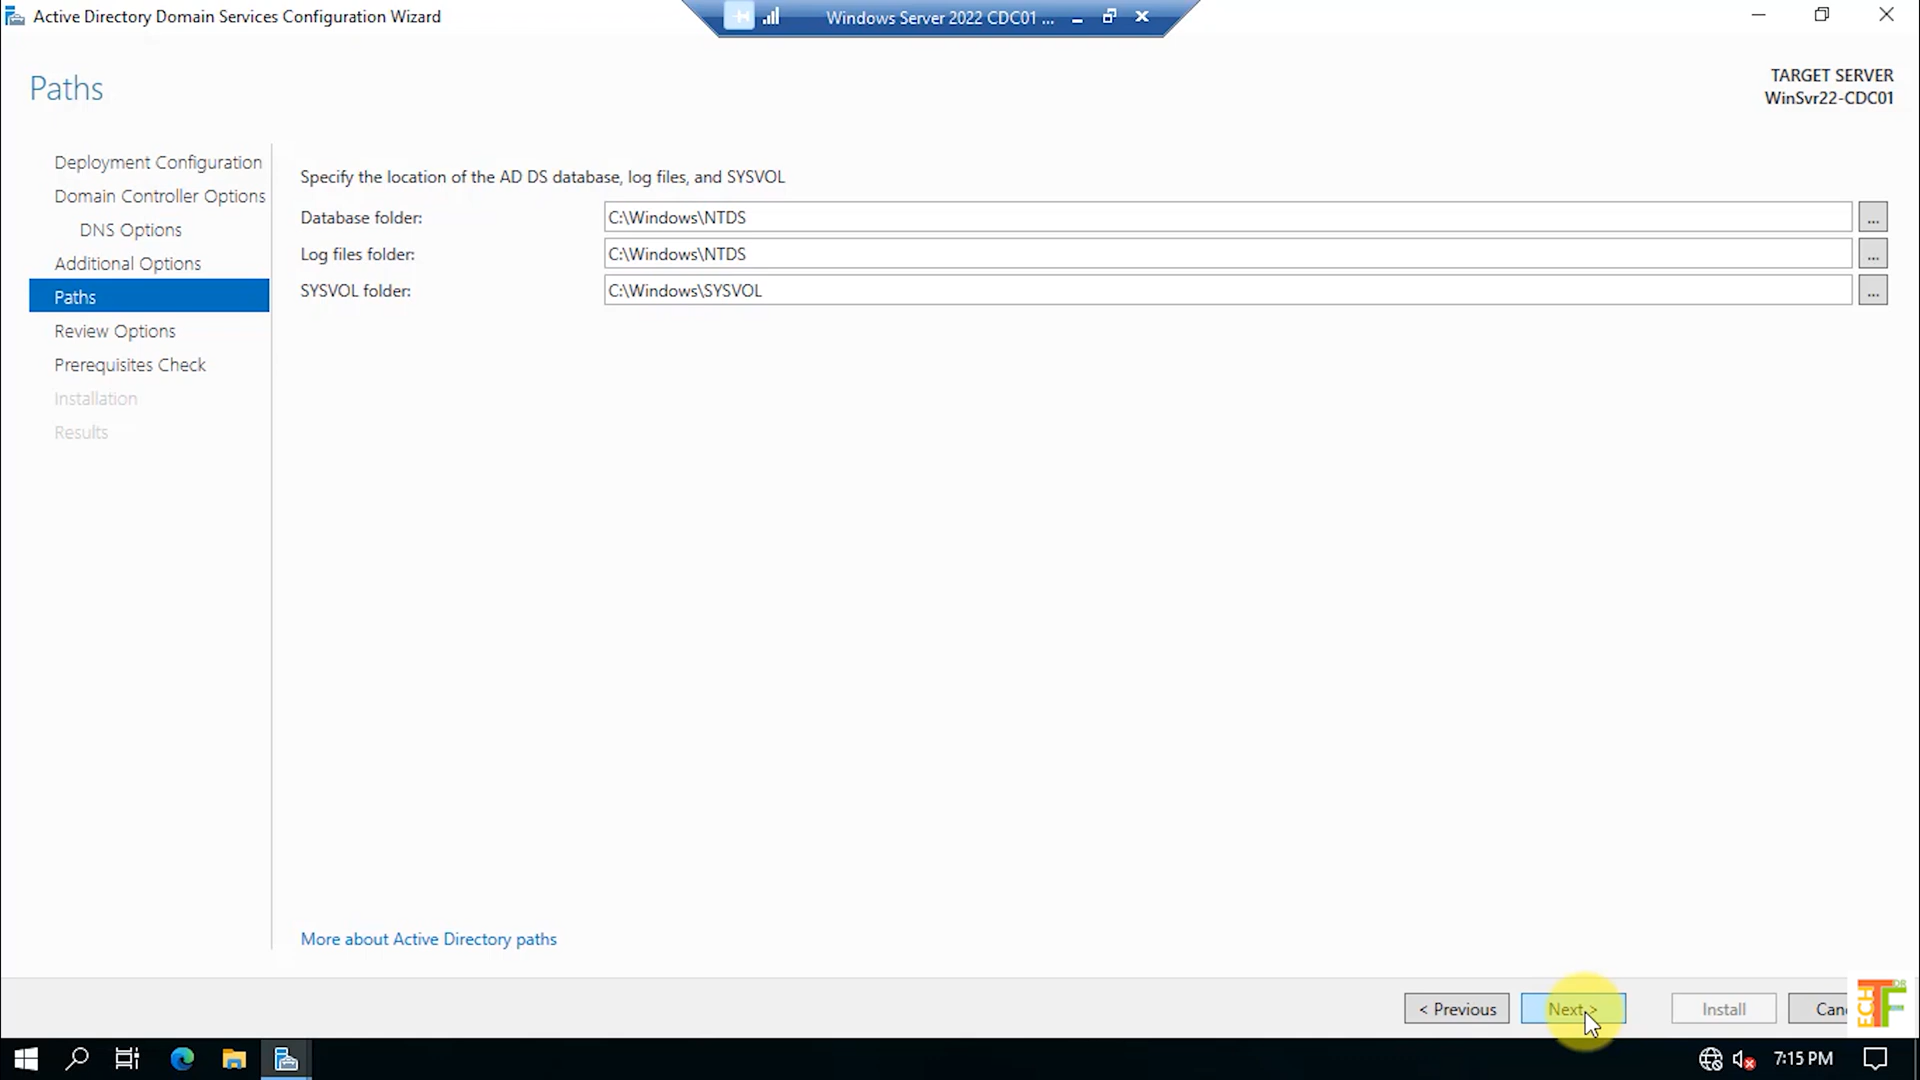 Active Directory Domain Services Configuration Wizard
Windows Server 2022 CDC01 ...
Paths
TARGET SERVER
WinSvr22-CDC01
Deployment Configuration
Domain Controller Options
DNS Options
Additional Options
Paths
Review Options
Prerequisites Check
Installation
Results
Specify the location of the AD DS database, log files, and SYSVOL
Database folder: C:\Windows\NTDS ...
Log files folder: C:\Windows\NTDS ...
SYSVOL folder: C:\Windows\SYSVOL ...
More about Active Directory paths
< Previous Next > Install Canc
TECH
F
DR
7:15 PM